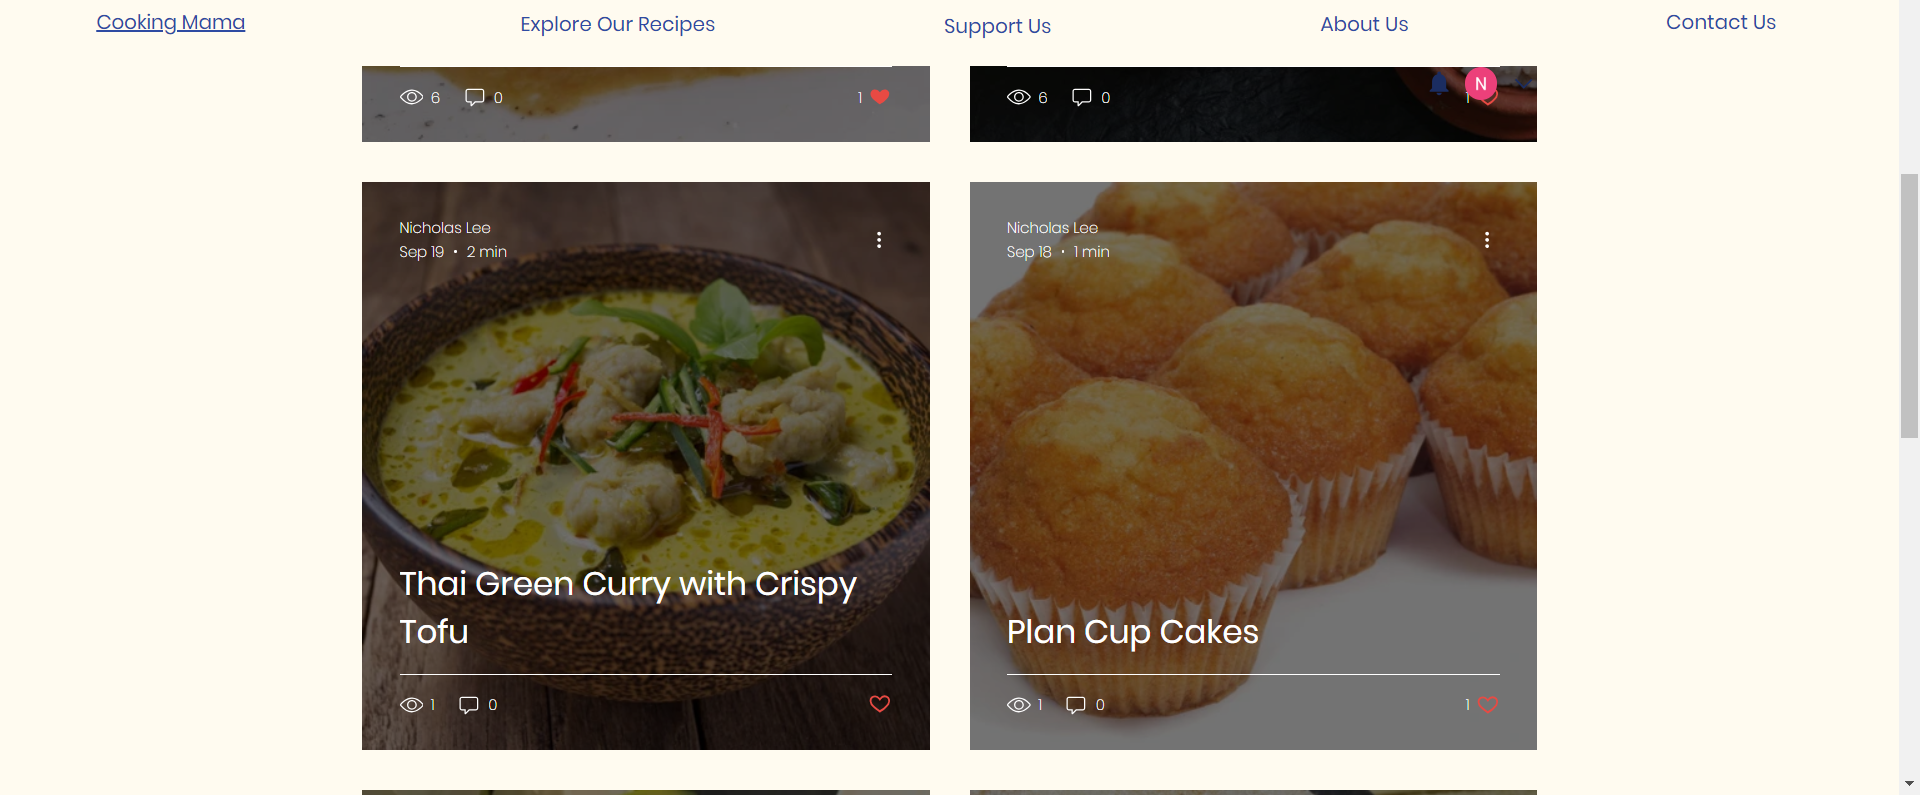 Cooking Mama
Explore Our Recipes
Support Us
About Us
Contact Us
6 0 1
6 0 1
N
Nicholas Lee
Sep 19 · 2 min
Thai Green Curry with Crispy
Tofu
1 0
Nicholas Lee
Sep 18 · 1 min
Plan Cup Cakes
1 0 1